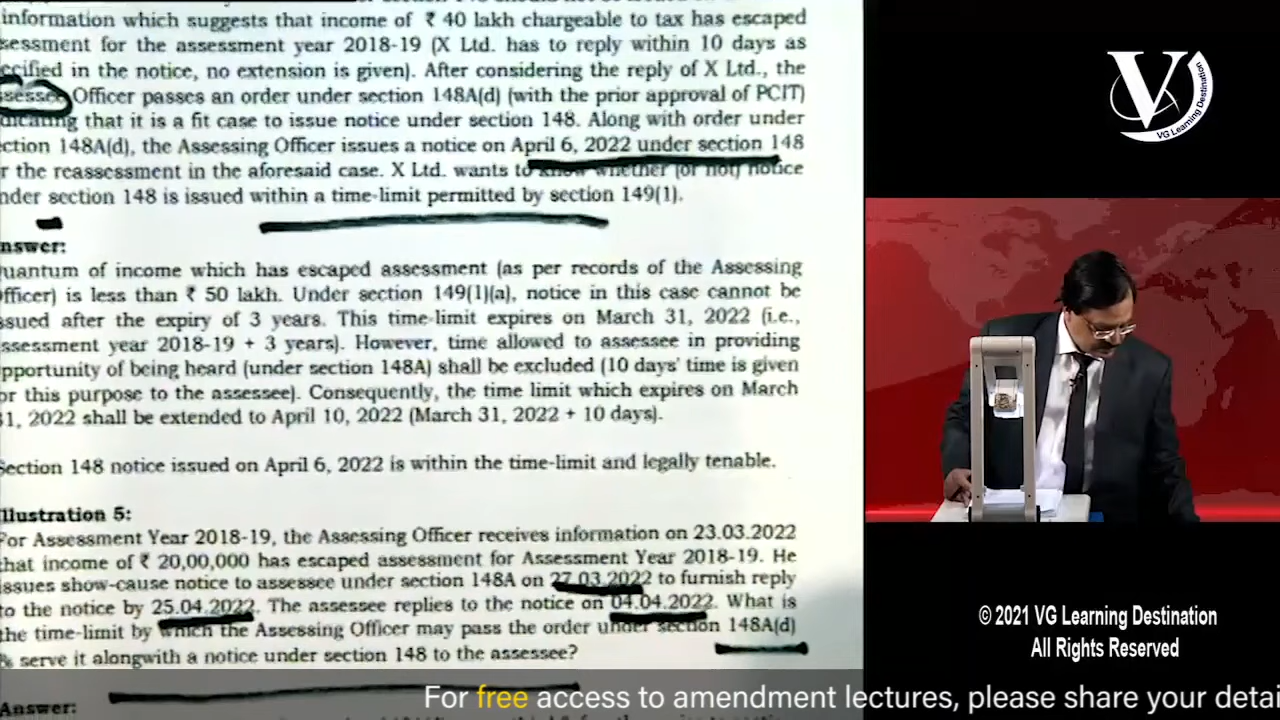 information which suggests that income of ₹ 40 lakh chargeable to tax has escaped
sessment for the assessment year 2018-19 (X Ltd. has to reply within 10 days as
ecified in the notice, no extension is given). After considering the reply of X Ltd., the
Officer passes an order under section 148A(d) (with the prior approval of PCIT)
dicating that it is a fit case to issue notice under section 148. Along with order under
ction 148A(d), the Assessing Officer issues a notice on April 6, 2022 under section 148
r the reassessment in the aforesaid case. X Ltd. wants to know whether (or not) notice
nder section 148 is issued within a time-limit permitted by section 149(1).
nswer:
uantum of income which has escaped assessment (as per records of the Assessing
fficer) is less than ₹ 50 lakh. Under section 149(1)(a), notice in this case cannot be
ssued after the expiry of 3 years. This time-limit expires on March 31, 2022 (i.e.,
ssessment year 2018-19 + 3 years). However, time allowed to assessee in providing
pportunity of being heard (under section 148A) shall be excluded (10 days' time is given
or this purpose to the assessee). Consequently, the time limit which expires on March
1, 2022 shall be extended to April 10, 2022 (March 31, 2022 + 10 days).
Section 148 notice issued on April 6, 2022 is within the time-limit and legally tenable.
llustration 5:
For Assessment Year 2018-19, the Assessing Officer receives information on 23.03.2022
that income of ₹ 20,00,000 has escaped assessment for Assessment Year 2018-19. He
issues show-cause notice to assessee under section 148A on 27.03.2022 to furnish reply
to the notice by 25.04.2022. The assessee replies to the notice on 04.04.2022. What is
the time-limit by which the Assessing Officer may pass the order under section 148A(d)
& serve it alongwith a notice under section 148 to the assessee?
Answer:
V
VG Learning Destination
© 2021 VG Learning Destination
All Rights Reserved
For free access to amendment lectures, please share your detai